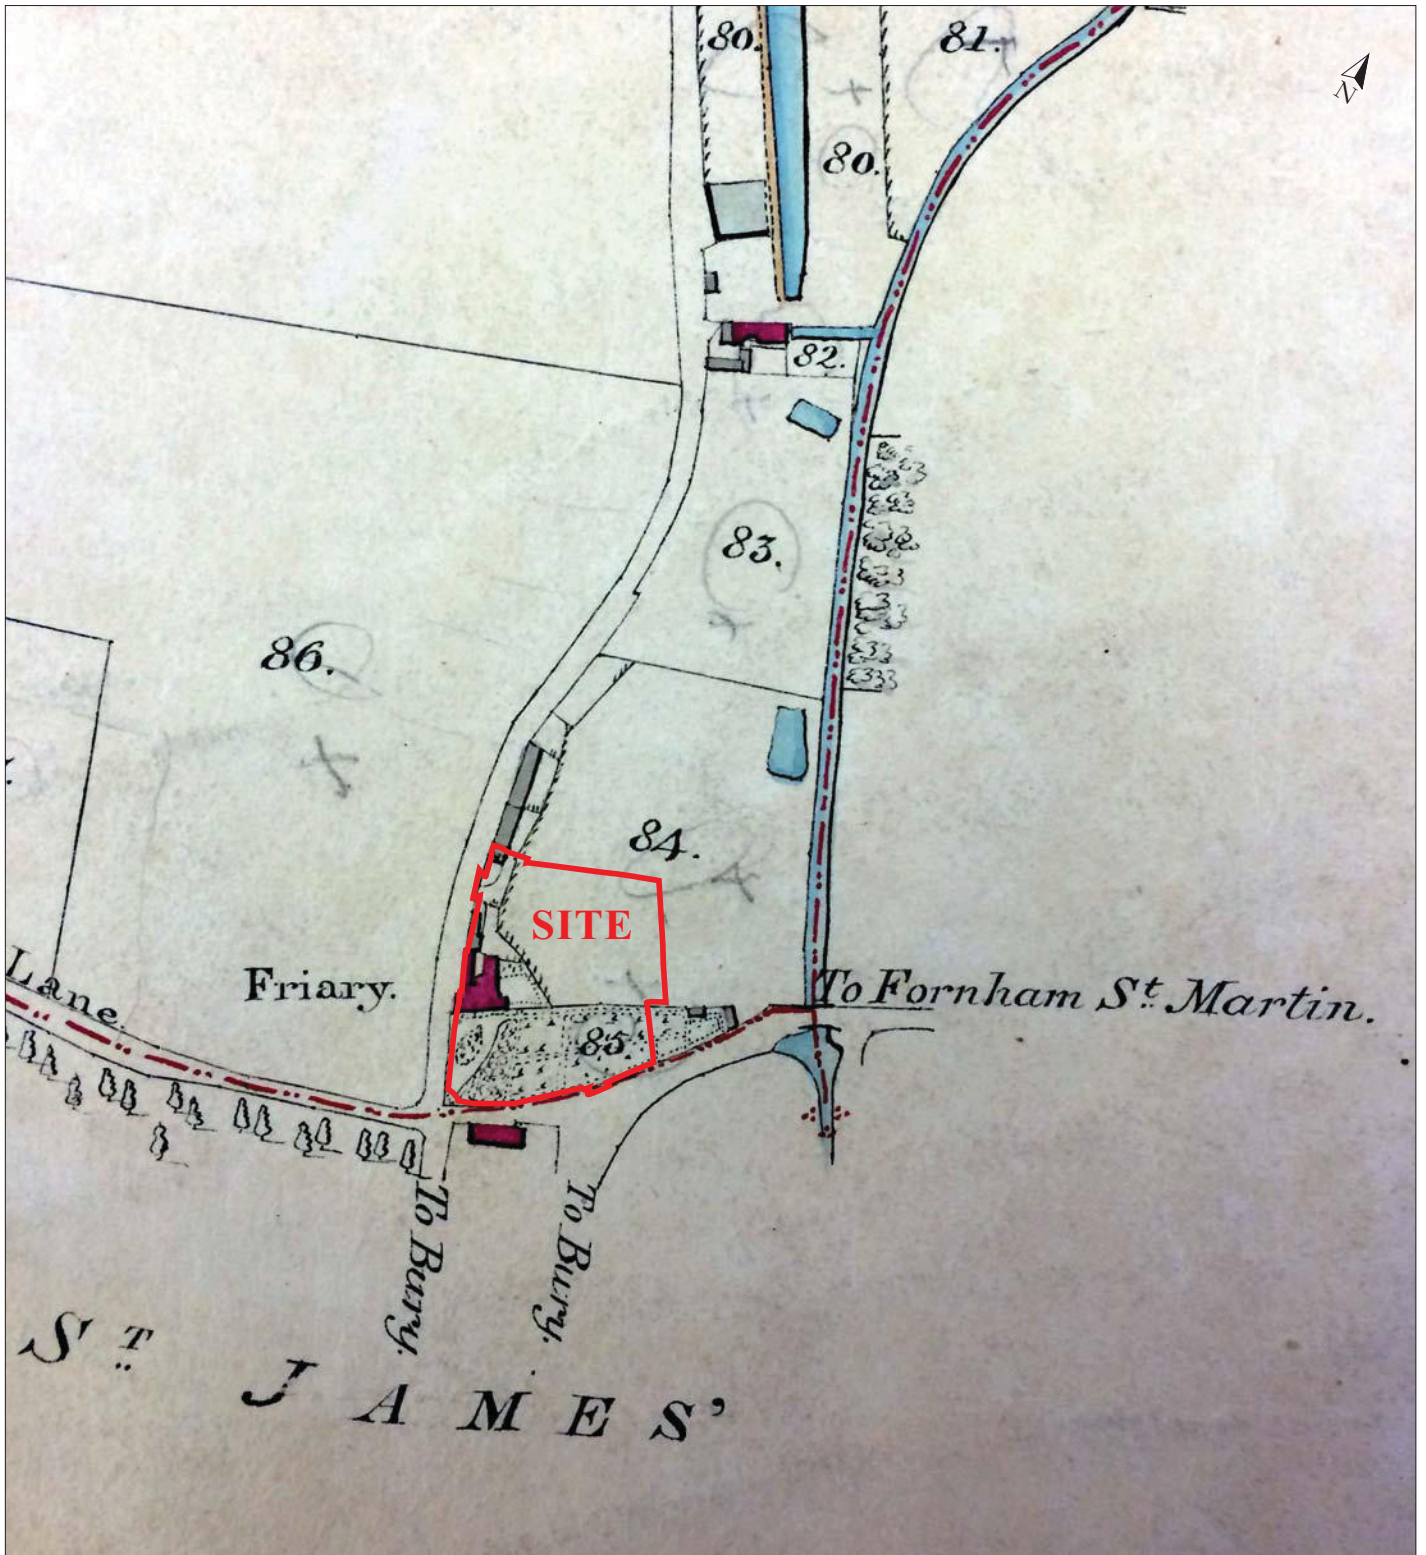 80.
81.
N
80.
82.
83.
86.
84.
SITE
Lane.
Friary.
To Fornham St. Martin.
85
To Bury.
To Bury.
ST
JAMES'